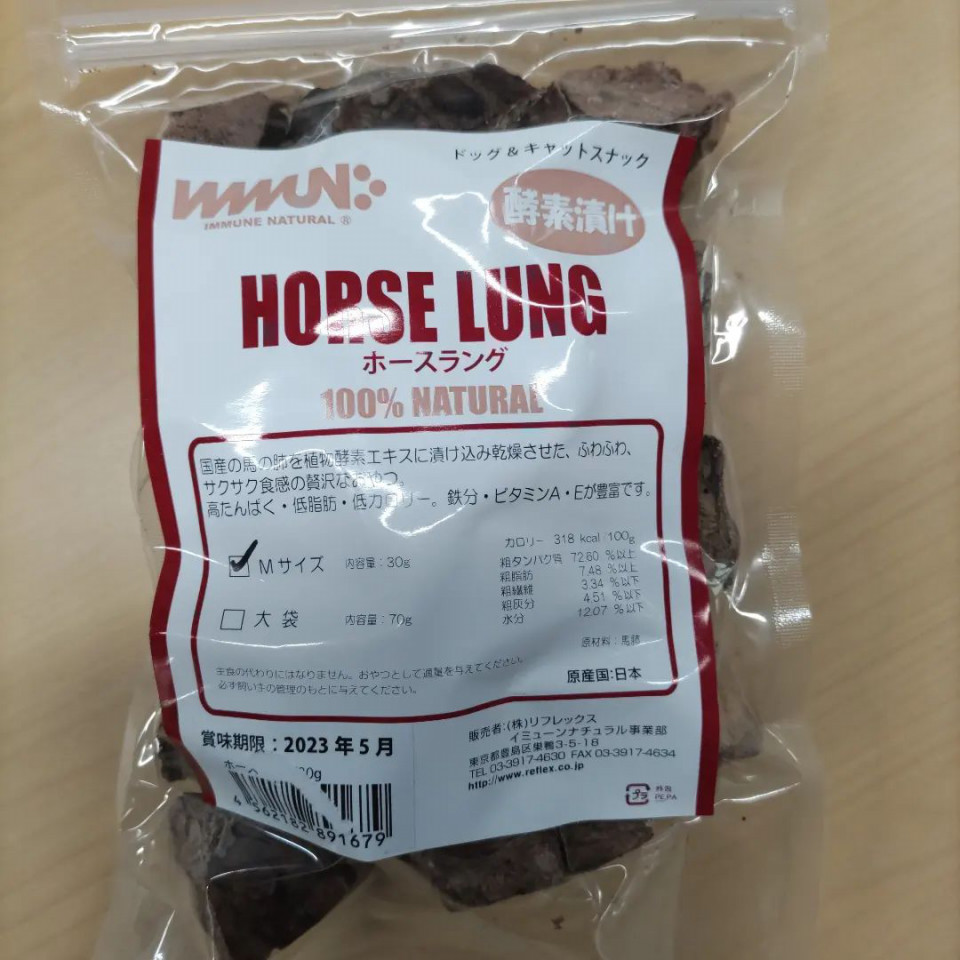 ドッグ&キャットスナック
IMMUN
IMMUNE NATURAL ®
酵素漬け
HORSE LUNG
ホースラング
100% NATURAL
国産の馬の肺を植物酵素エキスに漬け込み乾燥させた、ふわふわ、
サクサク食感の贅沢なおやつ。
高たんぱく・低脂肪・低カロリー。鉄分・ビタミンA・Eが豊富です。
Mサイズ 内容量:30g
大袋 内容量:70g
カロリー 318 kcal/100g
粗タンパク質 72.60 %以上
粗脂肪 7.48 %以上
粗繊維 3.34 %以下
粗灰分 4.51 %以下
水分 12.07 %以下
原材料:馬肺
主食の代わりにはなりません。おやつとして適量を与えてください。
必ず飼い主の管理のもとに与えてください。
原産国:日本
賞味期限:2023年5月
販売者:(株)リフレックス
イミューンナチュラル事業部
東京都豊島区巣鴨3-5-18
TEL 03-3917-4630 FAX 03-3917-4634
http://www.reflex.co.jp
プラ
外袋
PE,PA
4562182891679